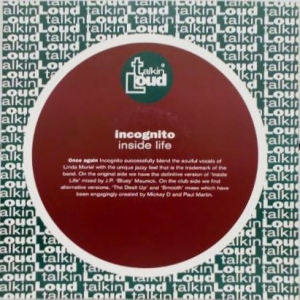 talkin
Loud
incognito
inside life
Once again Incognito successfully blend the soulful vocals of
Linda Muriel with the unique jazzy feel that is the trademark of the
band. On the original side we have the definitive version of 'Inside
Life' mixed by J.P. 'Bluey' Maunick. On the club side we find
alternative versions, 'The Deed Up' and 'Smooth' mixes which have
been engagingly created by Mickey D and Paul Martin.